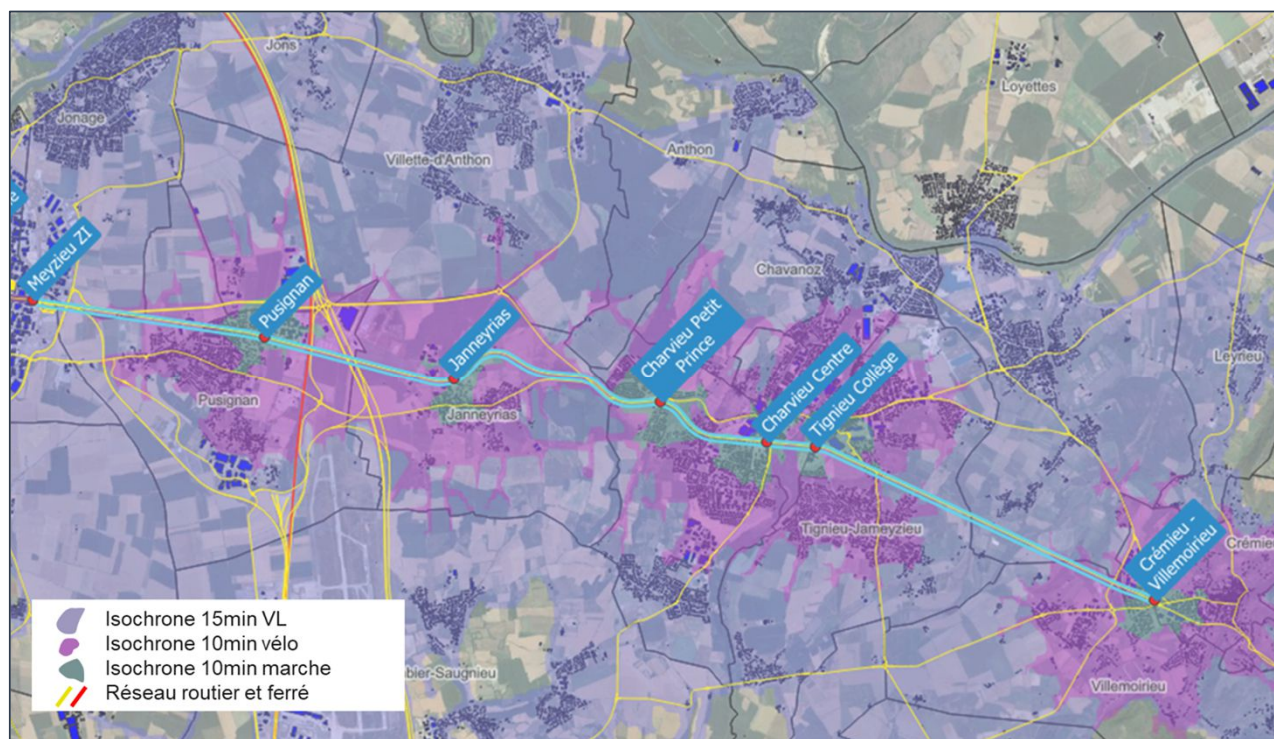 Jons
Loyettes
Jonage
Villette-d'Anthon
Anthon
Meyzieu ZI
Chavanoz
Pusignan
Janneyrias
Charvieu Petit
Prince
Charvieu Centre
Tignieu Collège
Leyrieu
Pusignan
Janneyrias
Tignieu-Jameyzieu
Crémieu -
Villemoirieu
Crémieu
Villemoirieu
bier-Saugnieu
Isochrone 15min VL
Isochrone 10min vélo
Isochrone 10min marche
Réseau routier et ferré